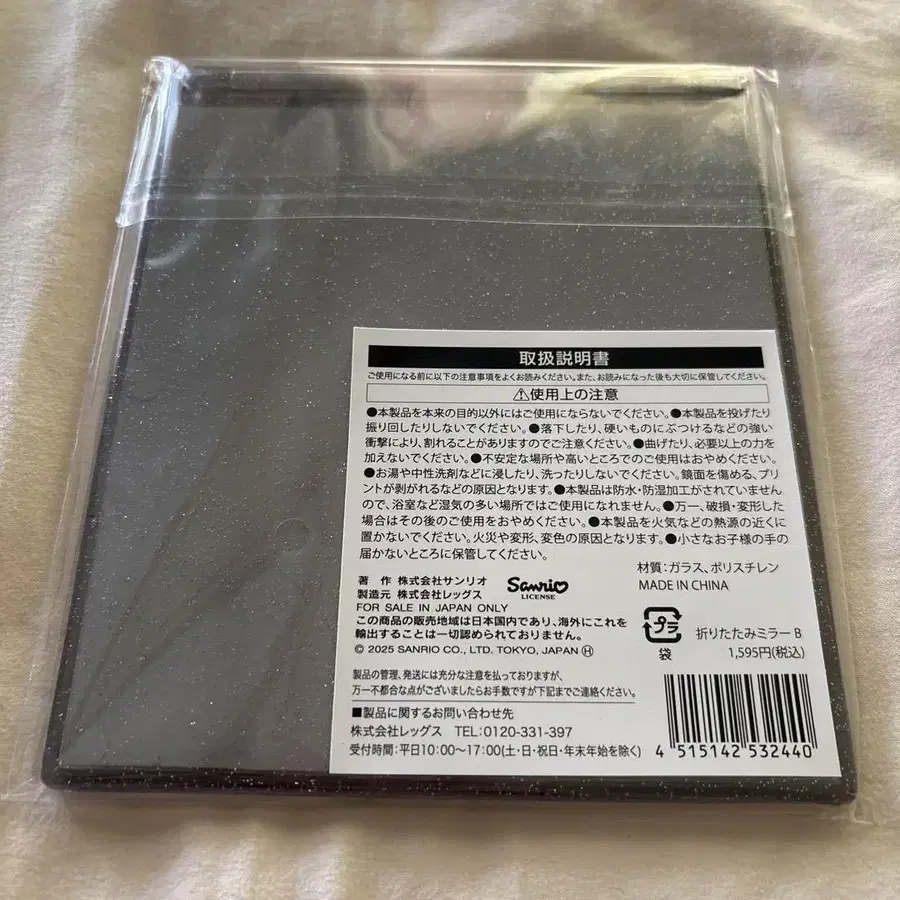 取扱説明書
ご使用になる前に以下の注意事項をよくお読みください。また、お読みになった後も大切に保管してください。
⚠使用上の注意
●本製品を本来の目的以外にはご使用にならないでください。●本製品を投げたり
振り回したりしないでください。●落下したり、硬いものにぶつけるなどの強い
衝撃により、割れることがありますのでご注意ください。●曲げたり、必要以上の力を
加えないでください。●不安定な場所や高いところでのご使用はおやめください。
●お湯や中性洗剤などに浸したり、洗ったりしないでください。鏡面を傷める、プリ
ントが剥がれるなどの原因となります。●本製品は防水・防湿加工がされていません
ので、浴室など湿気の多い場所ではご使用になれません。●万一、破損・変形した
場合はその後のご使用をおやめください。●本製品を火気などの熱源の近くに
置かないでください。火災や変形、変色の原因となります。●小さなお子様の手の
届かないところに保管してください。
著 作 株式会社サンリオ
製造元 株式会社レッグス
Sanrio
LICENSE
FOR SALE IN JAPAN ONLY
この商品の販売地域は日本国内であり、海外にこれを
輸出することは一切認められておりません。
© 2025 SANRIO CO., LTD. TOKYO, JAPAN Ⓗ
材質:ガラス、ポリスチレン
MADE IN CHINA
プラ
袋
折りたたみミラー B
1,595円(税込)
製品の管理、発送には充分な注意を払っておりますが、
万一不都合な点がございましたらお手数ですが下記までご連絡ください。
■製品に関するお問い合わせ先
株式会社レッグス TEL:0120-331-397
受付時間:平日10:00〜17:00(土・日・祝日・年末年始を除く)
4 515142 532440